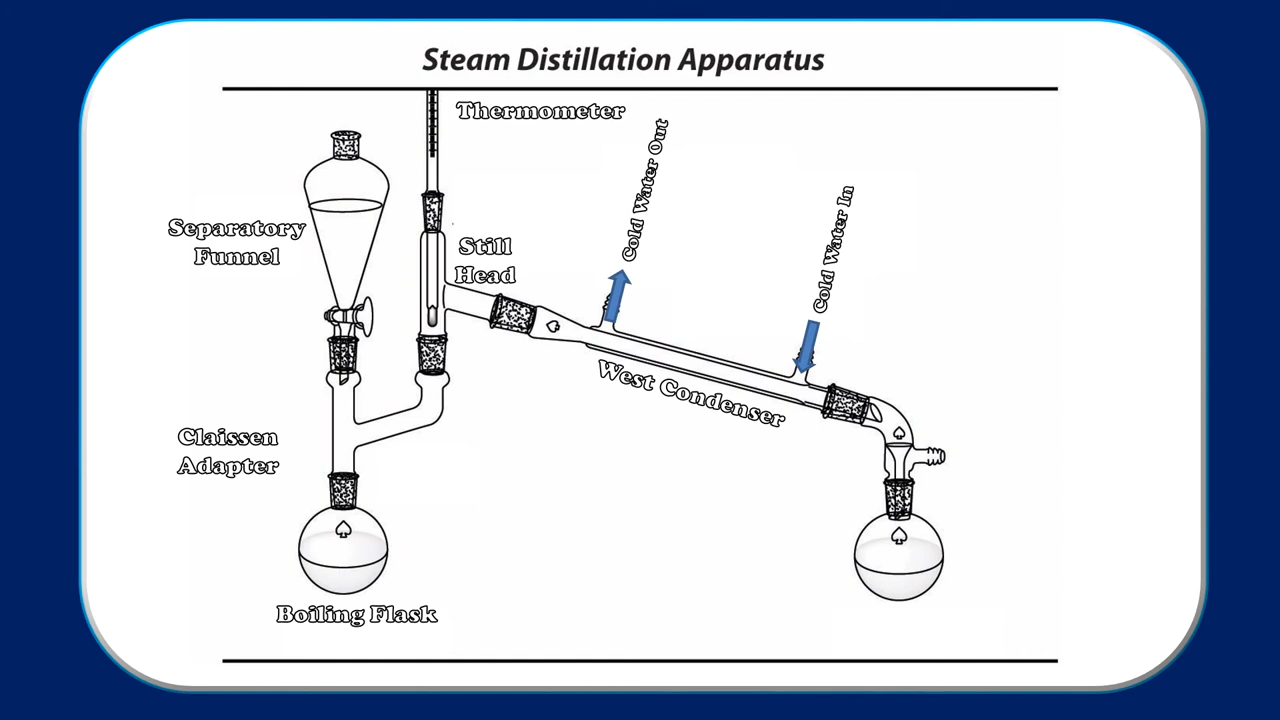 Steam Distillation Apparatus
Thermometer
Cold Water Out
Cold Water In
Separatory
Funnel
Still
Head
West Condenser
Claissen
Adapter
Boiling Flask